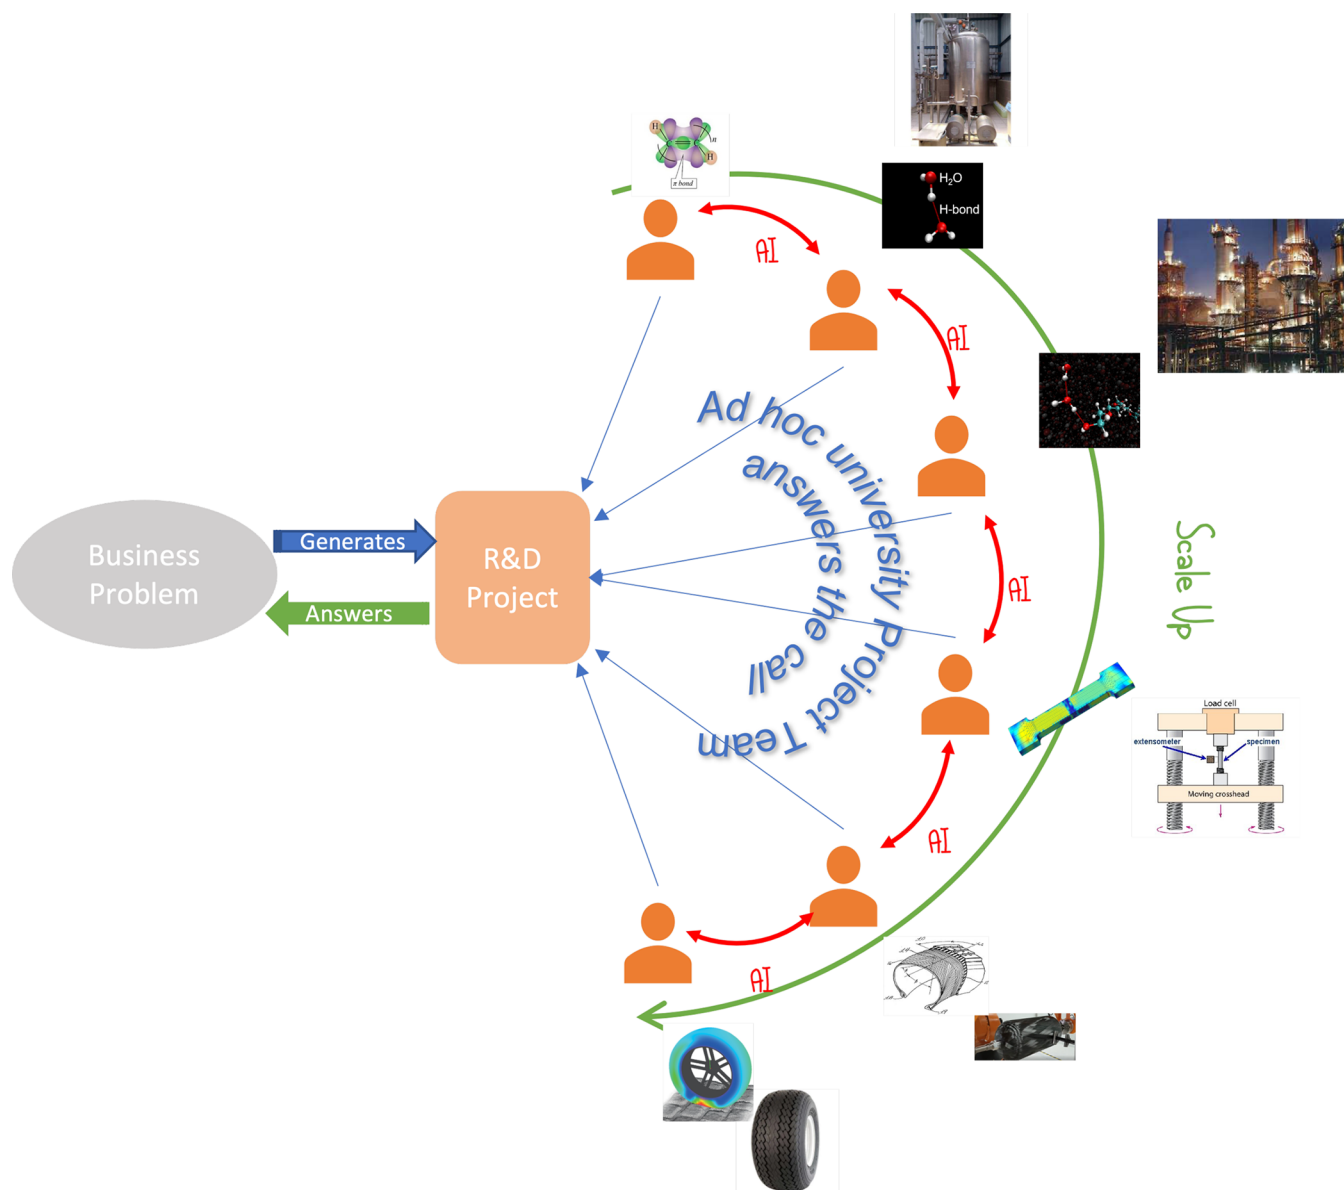 H
n
H
π bond
H₂O
H-bond
AI
AI
Ad hoc university Project Team
answers the call
Business
Problem
Generates
Answers
R&D
Project
AI
Scale Up
Load cell
extensometer
specimen
Moving crosshead
AI
AI